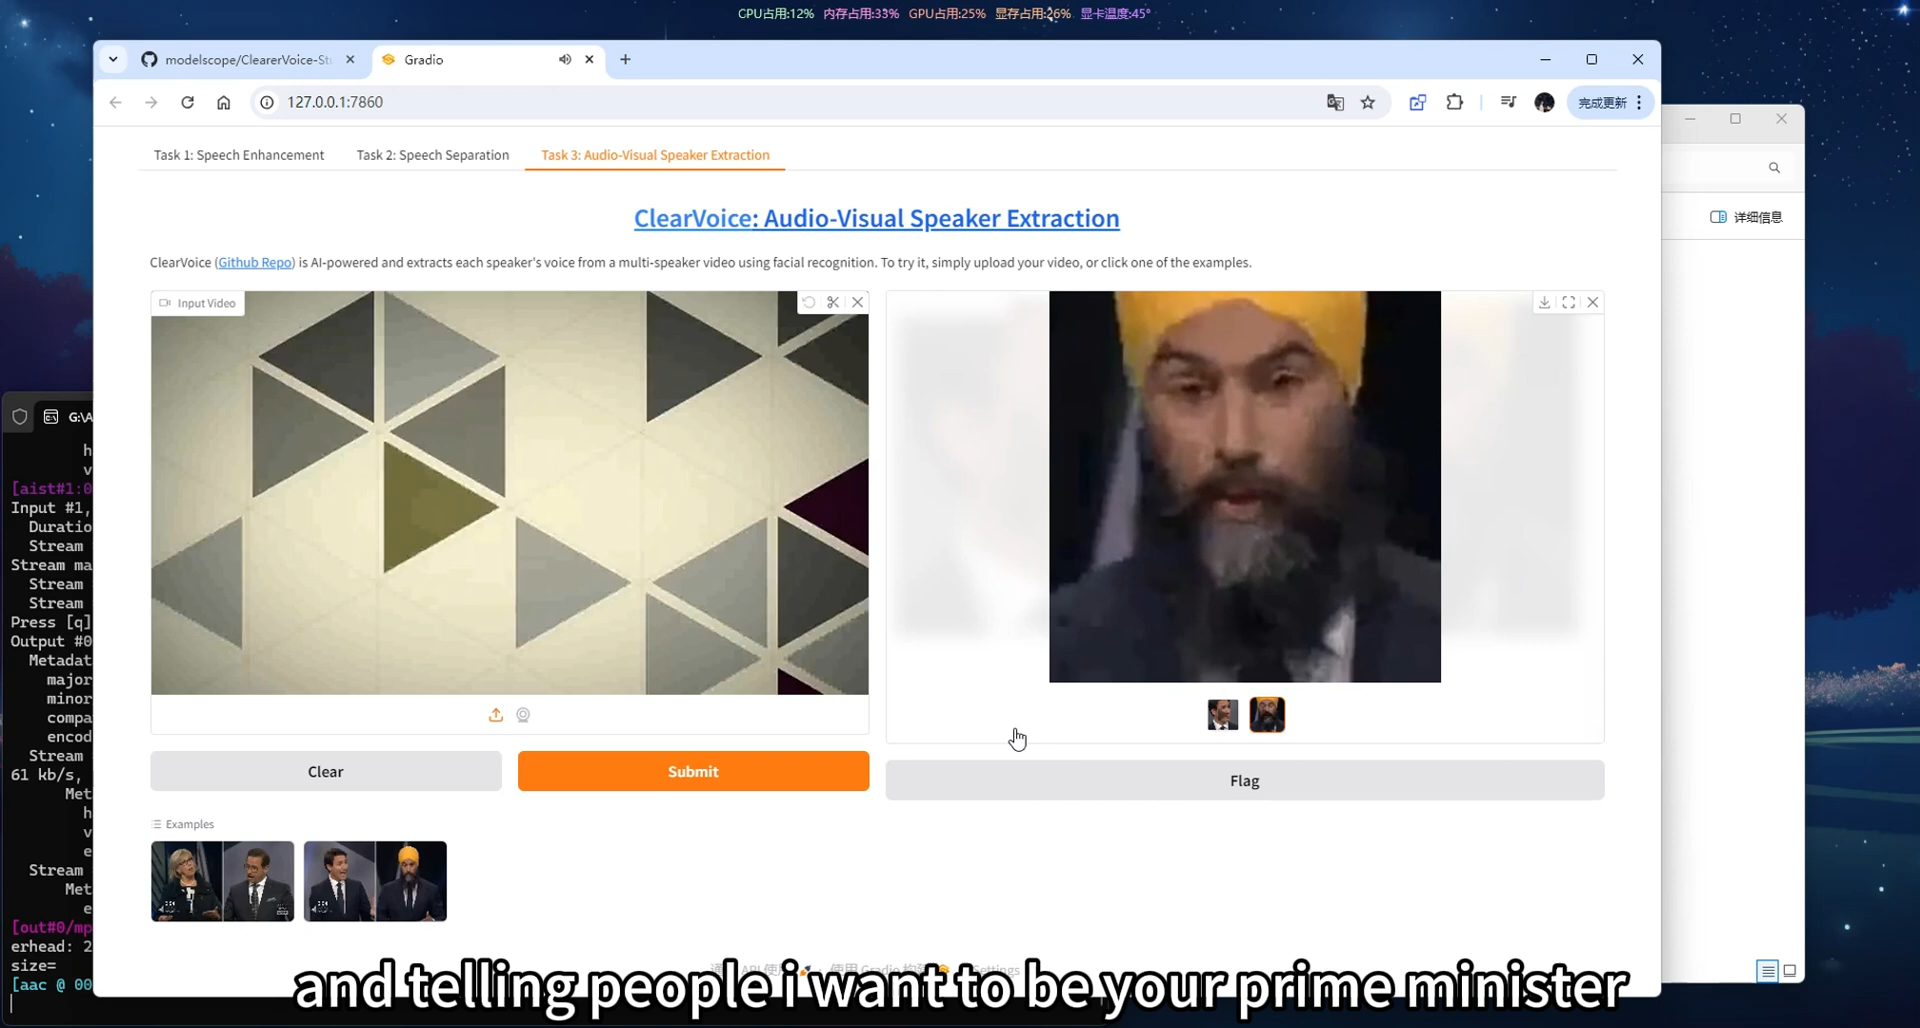 CPU占用:12% 内存占用:33% GPU占用:25% 显存占用:26% 显卡温度:45°
modelscope/ClearerVoice-St
Gradio
127.0.0.1:7860
完成更新
Task 1: Speech Enhancement
Task 2: Speech Separation
Task 3: Audio-Visual Speaker Extraction
详细信息
ClearVoice: Audio-Visual Speaker Extraction
ClearVoice (Github Repo) is AI-powered and extracts each speaker's voice from a multi-speaker video using facial recognition. To try it, simply upload your video, or click one of the examples.
Input Video
Clear
Submit
Flag
Examples
G:\A
h
v
[aist#1:0
Input #1,
Duratio
Stream
Stream ma
Stream
Stream
Press [q]
Output #0
Metadat
major
minor
compa
encod
Stream
61 kb/s,
Met
h
v
e
Stream
Met
e
[out#0/mp
erhead: 2
size=
[aac @ 00
使用 Gradio
and telling people i want to be your prime minister